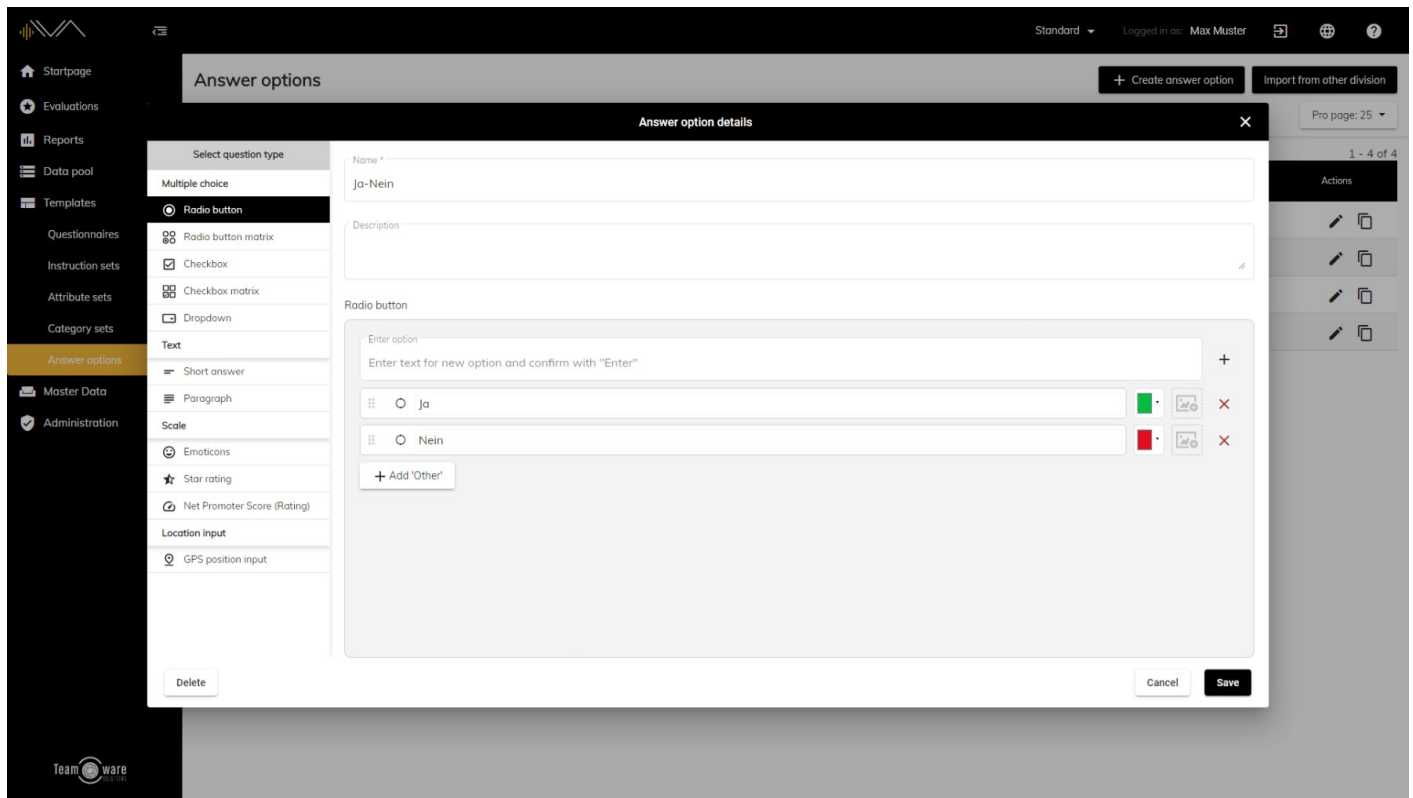 Standard
Logged in as: Max Muster
Startpage
Evaluations
Reports
Data pool
Templates
Questionnaires
Instruction sets
Attribute sets
Category sets
Answer options
Master Data
Administration
Team ware
SOLUTIONS
Answer options
+ Create answer option
Import from other division
Pro page: 25
1 - 4 of 4
Actions
Answer option details
Select question type
Multiple choice
Radio button
Radio button matrix
Checkbox
Checkbox matrix
Dropdown
Text
Short answer
Paragraph
Scale
Emoticons
Star rating
Net Promoter Score (Rating)
Location input
GPS position input
Name *
Ja-Nein
Description
Radio button
Enter option
Enter text for new option and confirm with "Enter"
Ja
Nein
+ Add 'Other'
Delete
Cancel
Save